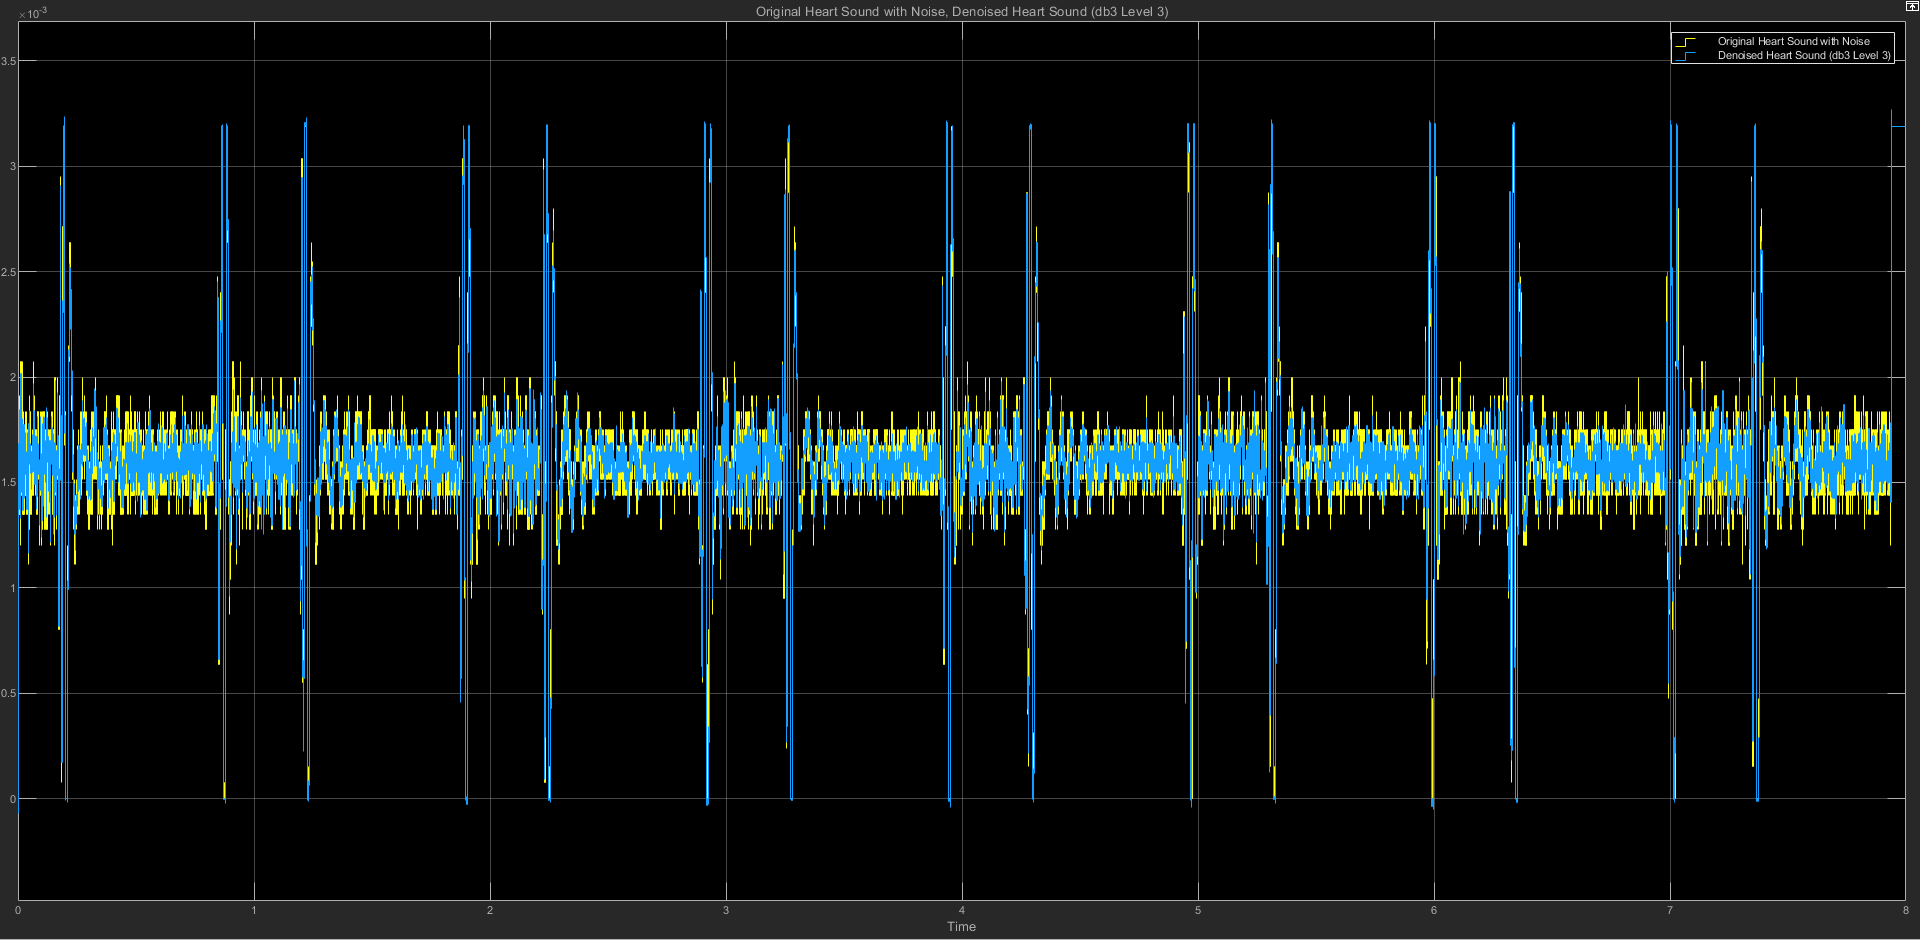 ×10⁻³
Original Heart Sound with Noise, Denoised Heart Sound (db3 Level 3)
Original Heart Sound with Noise
Denoised Heart Sound (db3 Level 3)
3.5
3
2.5
2
1.5
1
0.5
0
0 1 2 3 4 5 6 7 8
Time